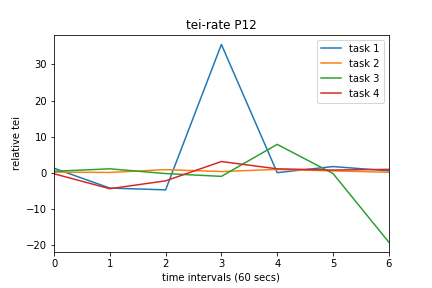 tei-rate P12
task 1
task 2
task 3
task 4
relative tei
30
20
10
0
−10
−20
0 1 2 3 4 5 6
time intervals (60 secs)